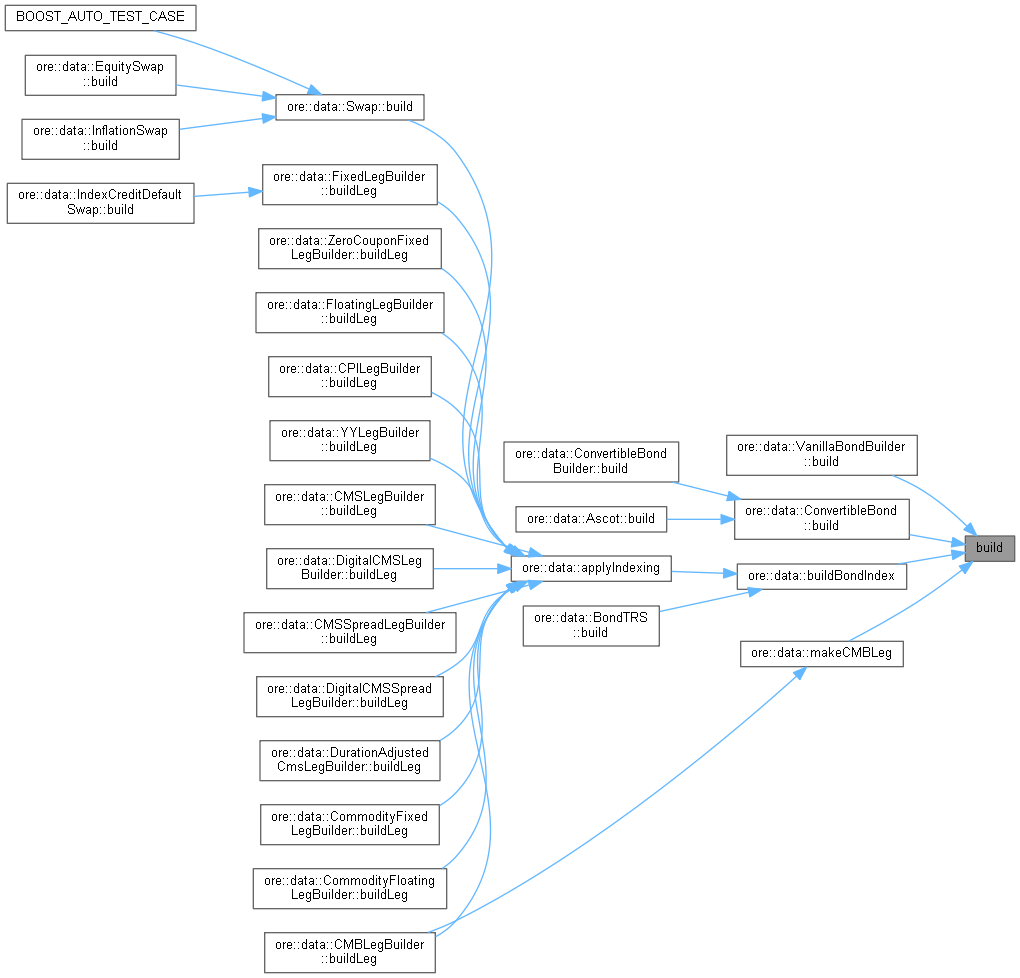 BOOST_AUTO_TEST_CASE
ore::data::EquitySwap
::build
ore::data::InflationSwap
::build
ore::data::IndexCreditDefault
Swap::build
ore::data::Swap::build
ore::data::FixedLegBuilder
::buildLeg
ore::data::ZeroCouponFixed
LegBuilder::buildLeg
ore::data::FloatingLegBuilder
::buildLeg
ore::data::CPILegBuilder
::buildLeg
ore::data::YYLegBuilder
::buildLeg
ore::data::CMSLegBuilder
::buildLeg
ore::data::DigitalCMSLeg
Builder::buildLeg
ore::data::CMSSpreadLegBuilder
::buildLeg
ore::data::DigitalCMSSpread
LegBuilder::buildLeg
ore::data::DurationAdjusted
CmsLegBuilder::buildLeg
ore::data::CommodityFixed
LegBuilder::buildLeg
ore::data::CommodityFloating
LegBuilder::buildLeg
ore::data::CMBLegBuilder
::buildLeg
ore::data::ConvertibleBond
Builder::build
ore::data::Ascot::build
ore::data::applyIndexing
ore::data::BondTRS
::build
ore::data::VanillaBondBuilder
::build
ore::data::ConvertibleBond
::build
ore::data::buildBondIndex
ore::data::makeCMBLeg
build